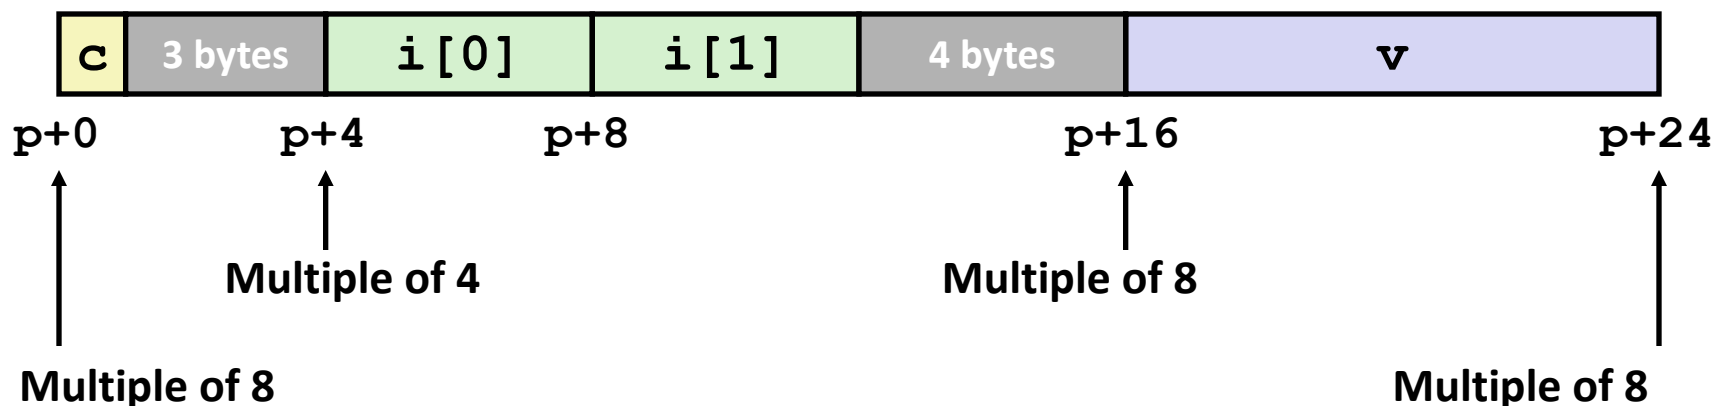 c 3 bytes i[0] i[1] 4 bytes v
p+0 p+4 p+8 p+16 p+24
Multiple of 4 Multiple of 8
Multiple of 8 Multiple of 8